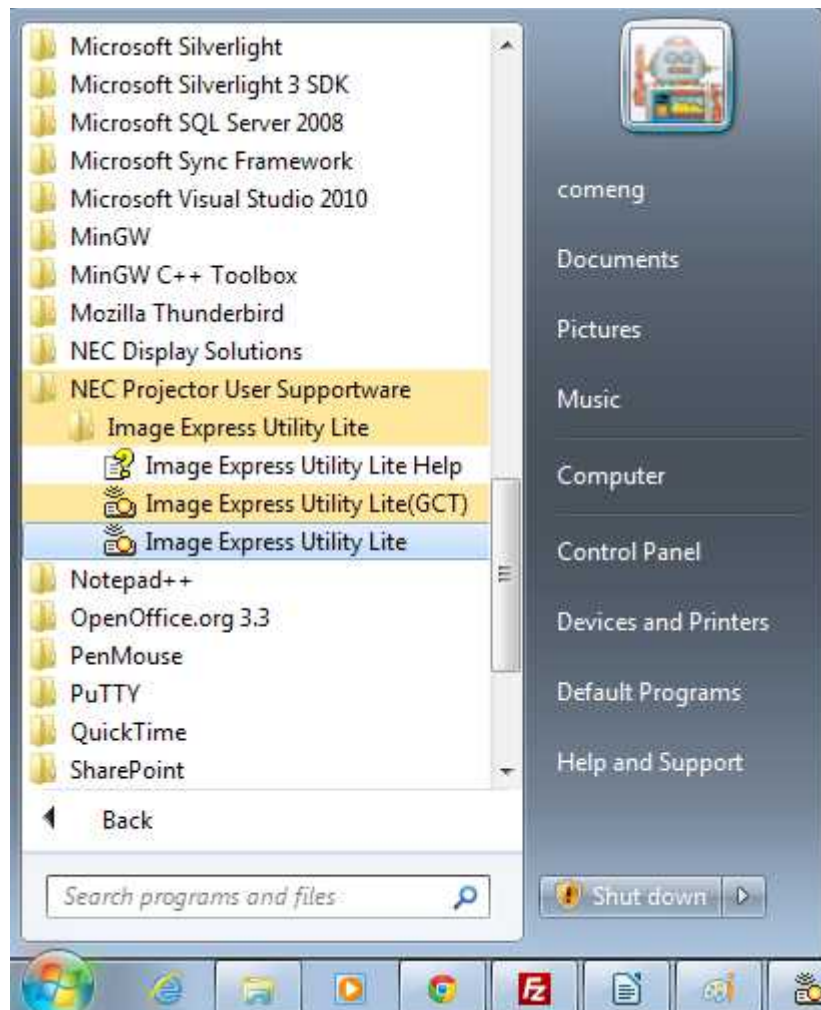 Microsoft Silverlight
Microsoft Silverlight 3 SDK
Microsoft SQL Server 2008
Microsoft Sync Framework
Microsoft Visual Studio 2010
MinGW
MinGW C++ Toolbox
Mozilla Thunderbird
NEC Display Solutions
NEC Projector User Supportware
Image Express Utility Lite
Image Express Utility Lite Help
Image Express Utility Lite(GCT)
Image Express Utility Lite
Notepad++
OpenOffice.org 3.3
PenMouse
PuTTY
QuickTime
SharePoint
Back
Search programs and files
comeng
Documents
Pictures
Music
Computer
Control Panel
Devices and Printers
Default Programs
Help and Support
Shut down
Fz